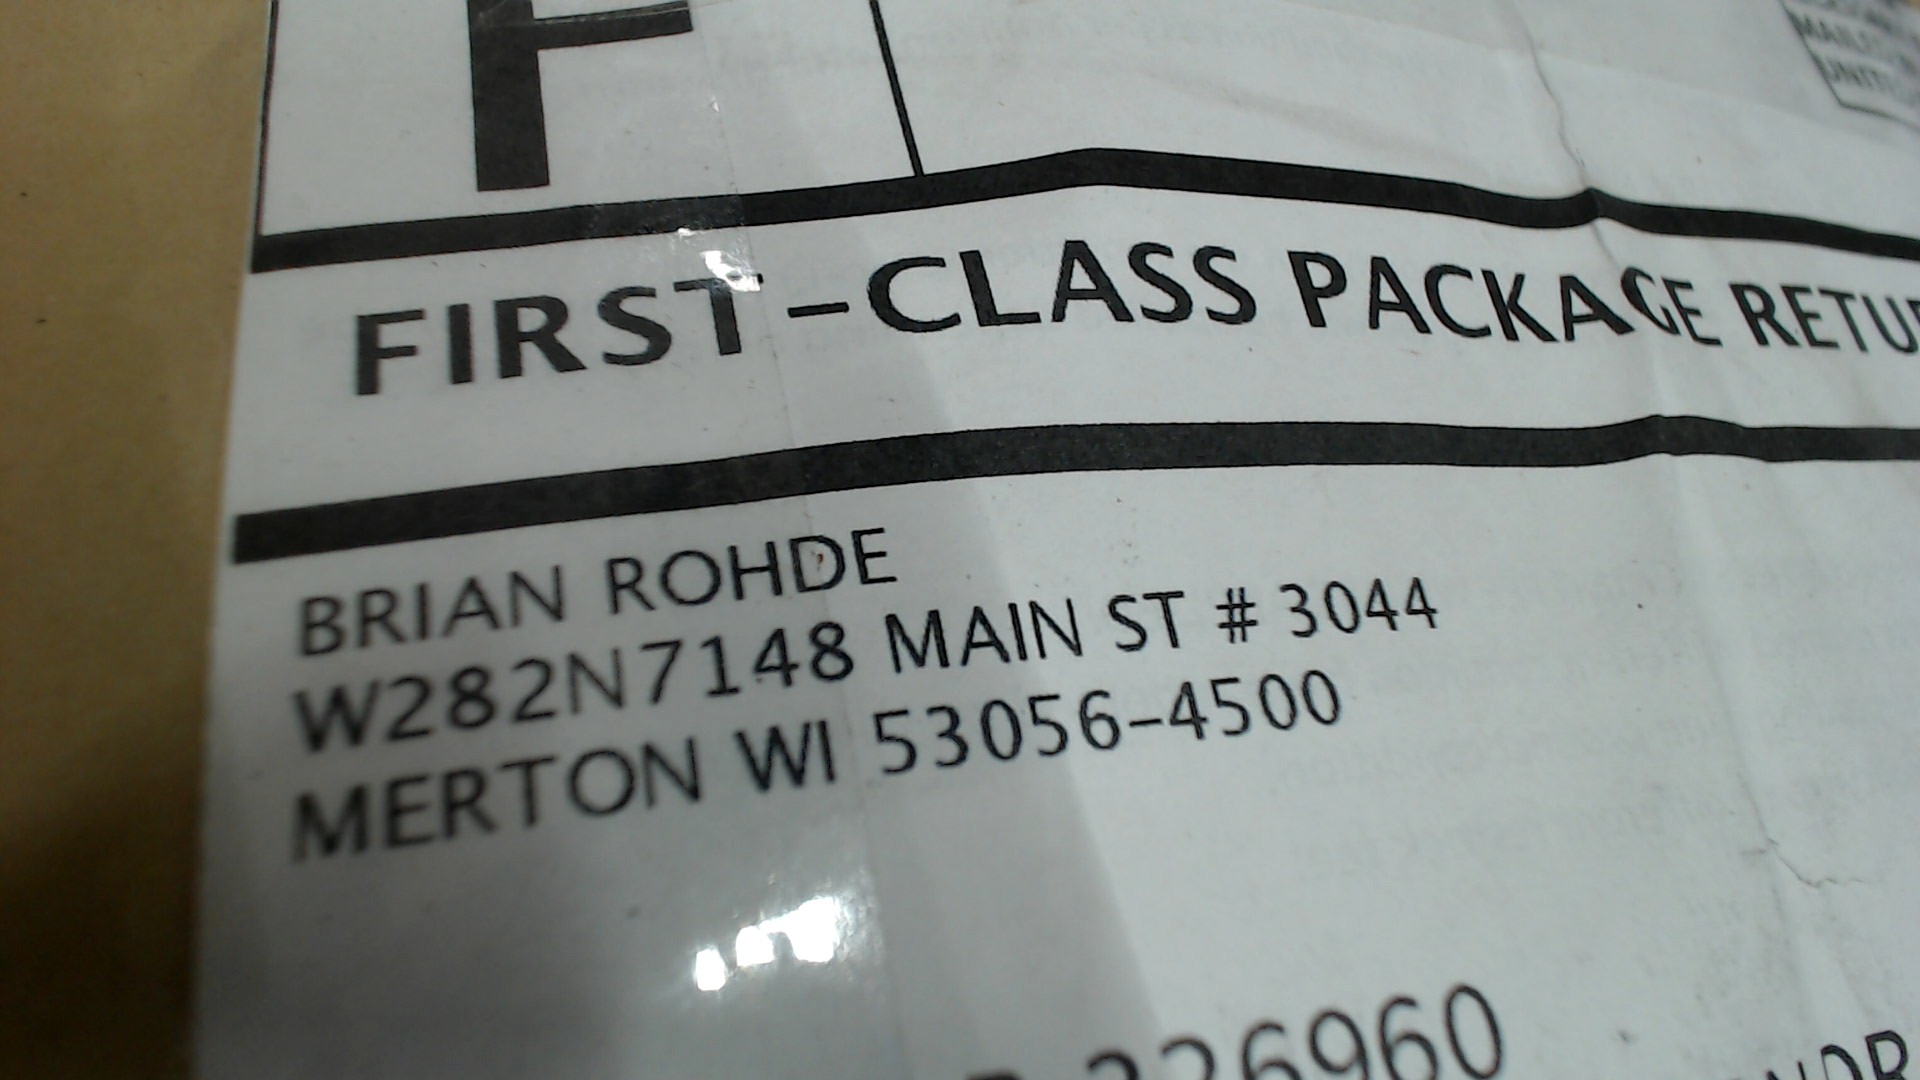 F
FIRST-CLASS PACKAGE
BRIAN ROHDE
W282N7148 MAIN ST # 3044
MERTON WI 53056-4500